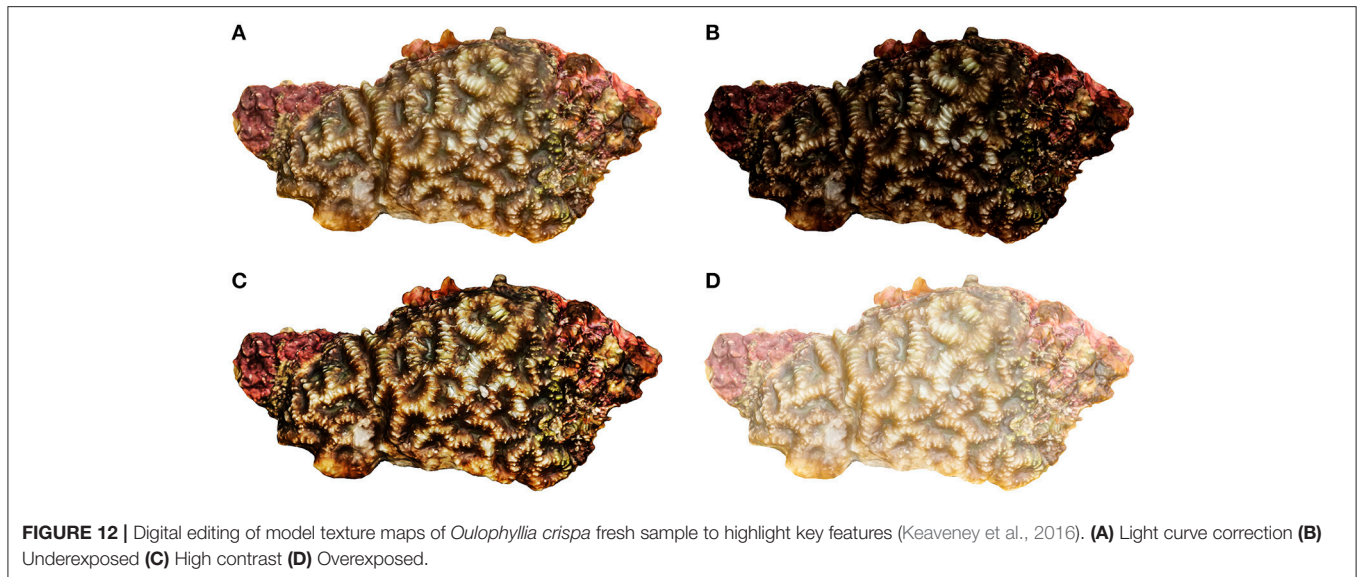 A
B
C
D
FIGURE 12 | Digital editing of model texture maps of Oulophyllia crispa fresh sample to highlight key features (Keaveney et al., 2016). (A) Light curve correction (B)
Underexposed (C) High contrast (D) Overexposed.